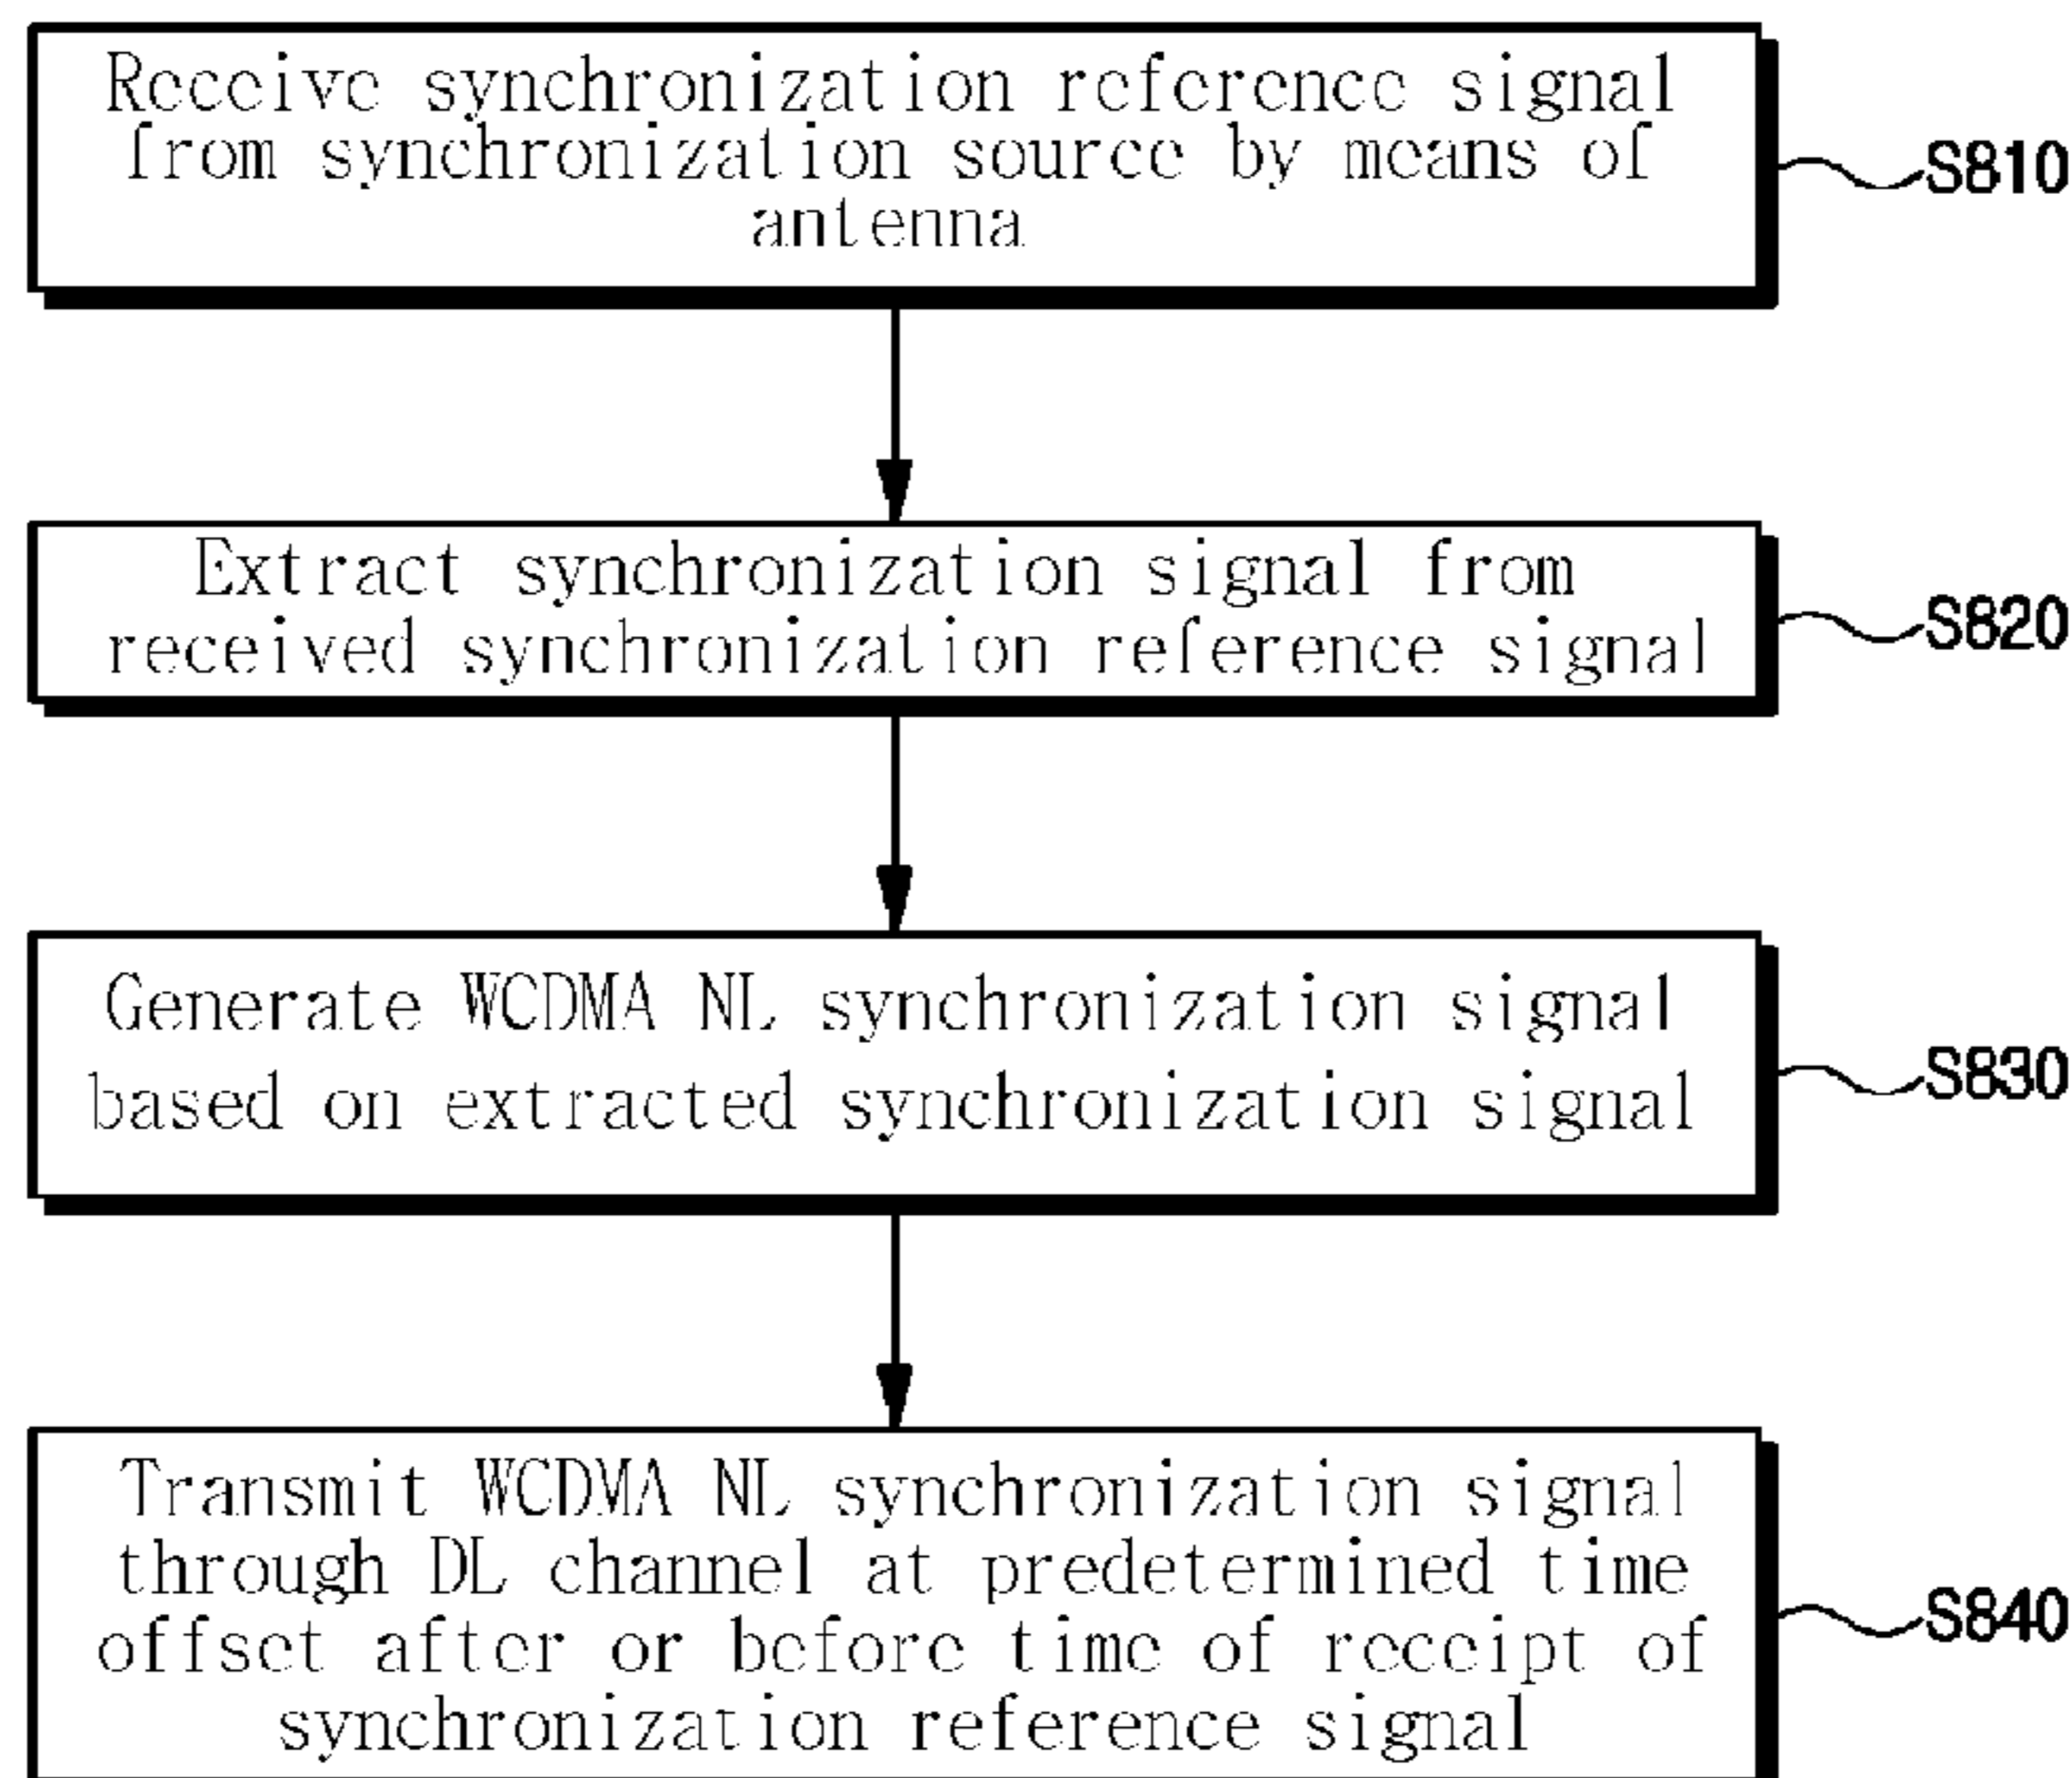 Receive synchronization reference signal
from synchronization source by means of
antenna
S810
Extract synchronization signal from
received synchronization reference signal
S820
Generate WCDMA NL synchronization signal
based on extracted synchronization signal
S830
Transmit WCDMA NL synchronization signal
through DL channel at predetermined time
offset after or before time of receipt of
synchronization reference signal
S840